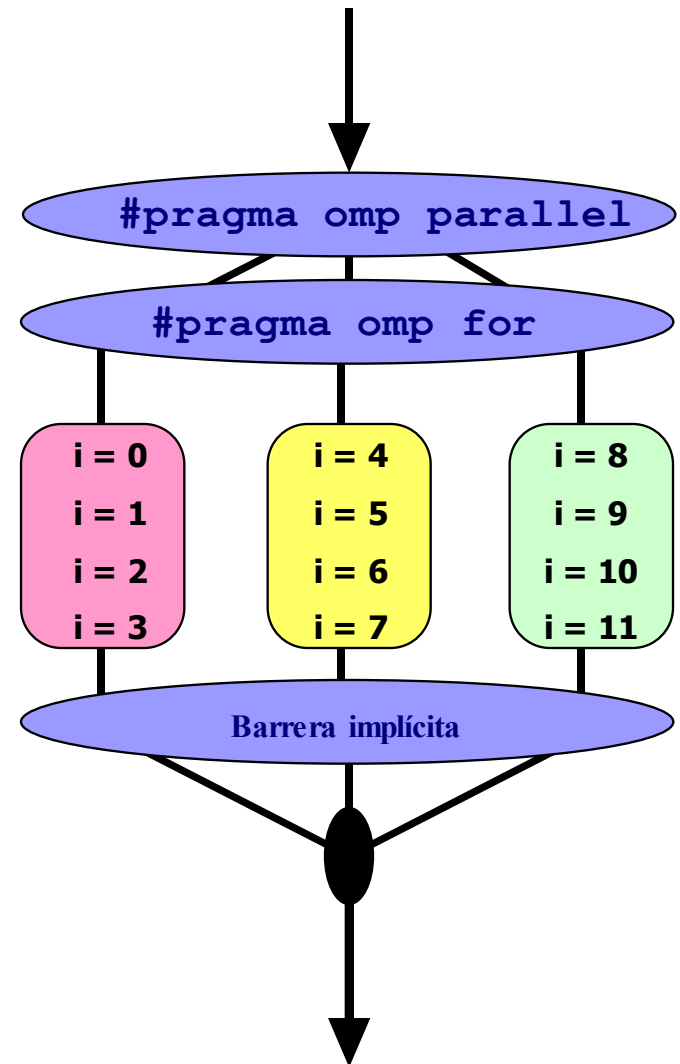 #pragma omp parallel
#pragma omp for
i = 0
i = 1
i = 2
i = 3
i = 4
i = 5
i = 6
i = 7
i = 8
i = 9
i = 10
i = 11
Barrera implícita